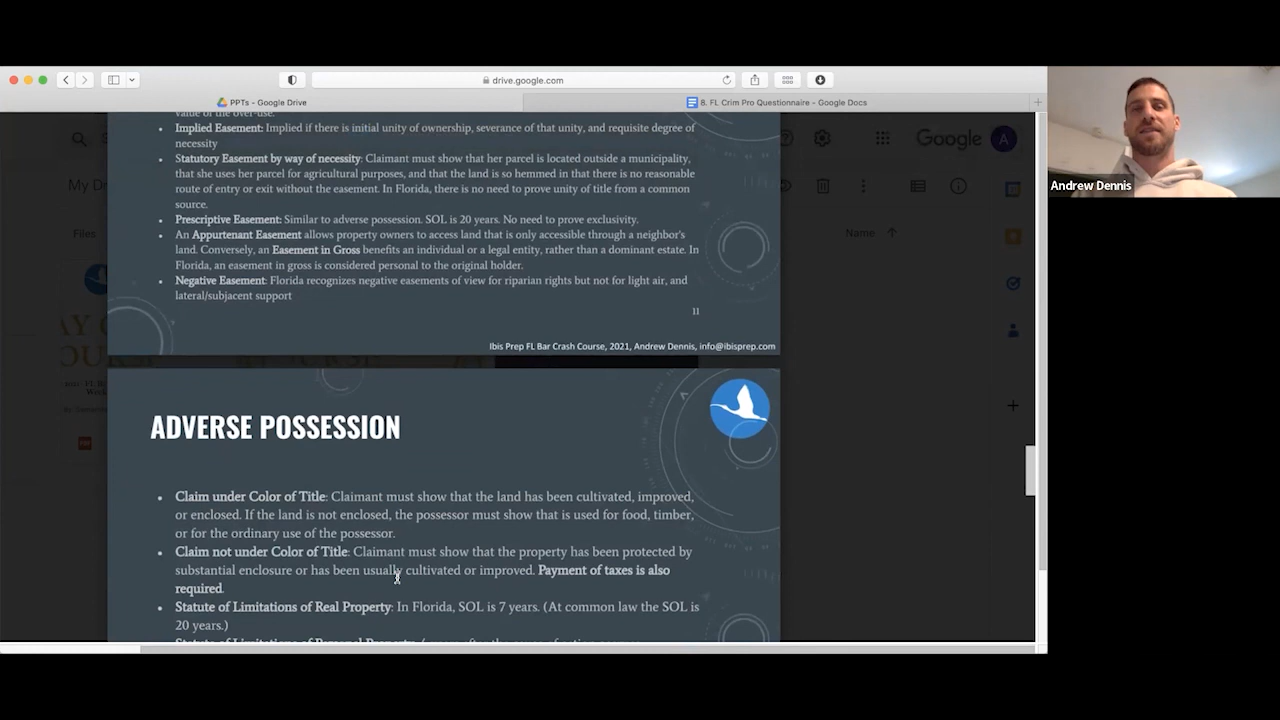 drive.google.com
PPTs - Google Drive
8. FL Crim Pro Questionnaire - Google Docs
value of the over-use.
• Implied Easement: Implied if there is initial unity of ownership, severance of that unity, and requisite degree of
necessity
• Statutory Easement by way of necessity: Claimant must show that her parcel is located outside a municipality,
that she uses her parcel for agricultural purposes, and that the land is so hemmed in that there is no reasonable
route of entry or exit without the easement. In Florida, there is no need to prove unity of title from a common
source.
• Prescriptive Easement: Similar to adverse possession. SOL is 20 years. No need to prove exclusivity.
• An Appurtenant Easement allows property owners to access land that is only accessible through a neighbor's
land. Conversely, an Easement in Gross benefits an individual or a legal entity, rather than a dominant estate. In
Florida, an easement in gross is considered personal to the original holder.
• Negative Easement: Florida recognizes negative easements of view for riparian rights but not for light air, and
lateral/subjacent support
11
Ibis Prep FL Bar Crash Course, 2021, Andrew Dennis, info@ibisprep.com
ADVERSE POSSESSION
• Claim under Color of Title: Claimant must show that the land has been cultivated, improved,
or enclosed. If the land is not enclosed, the possessor must show that is used for food, timber,
or for the ordinary use of the possessor.
• Claim not under Color of Title: Claimant must show that the property has been protected by
substantial enclosure or has been usually cultivated or improved. Payment of taxes is also
required.
• Statute of Limitations of Real Property: In Florida, SOL is 7 years. (At common law the SOL is
20 years.)
Google
A
My Dr
Files
Name
Andrew Dennis